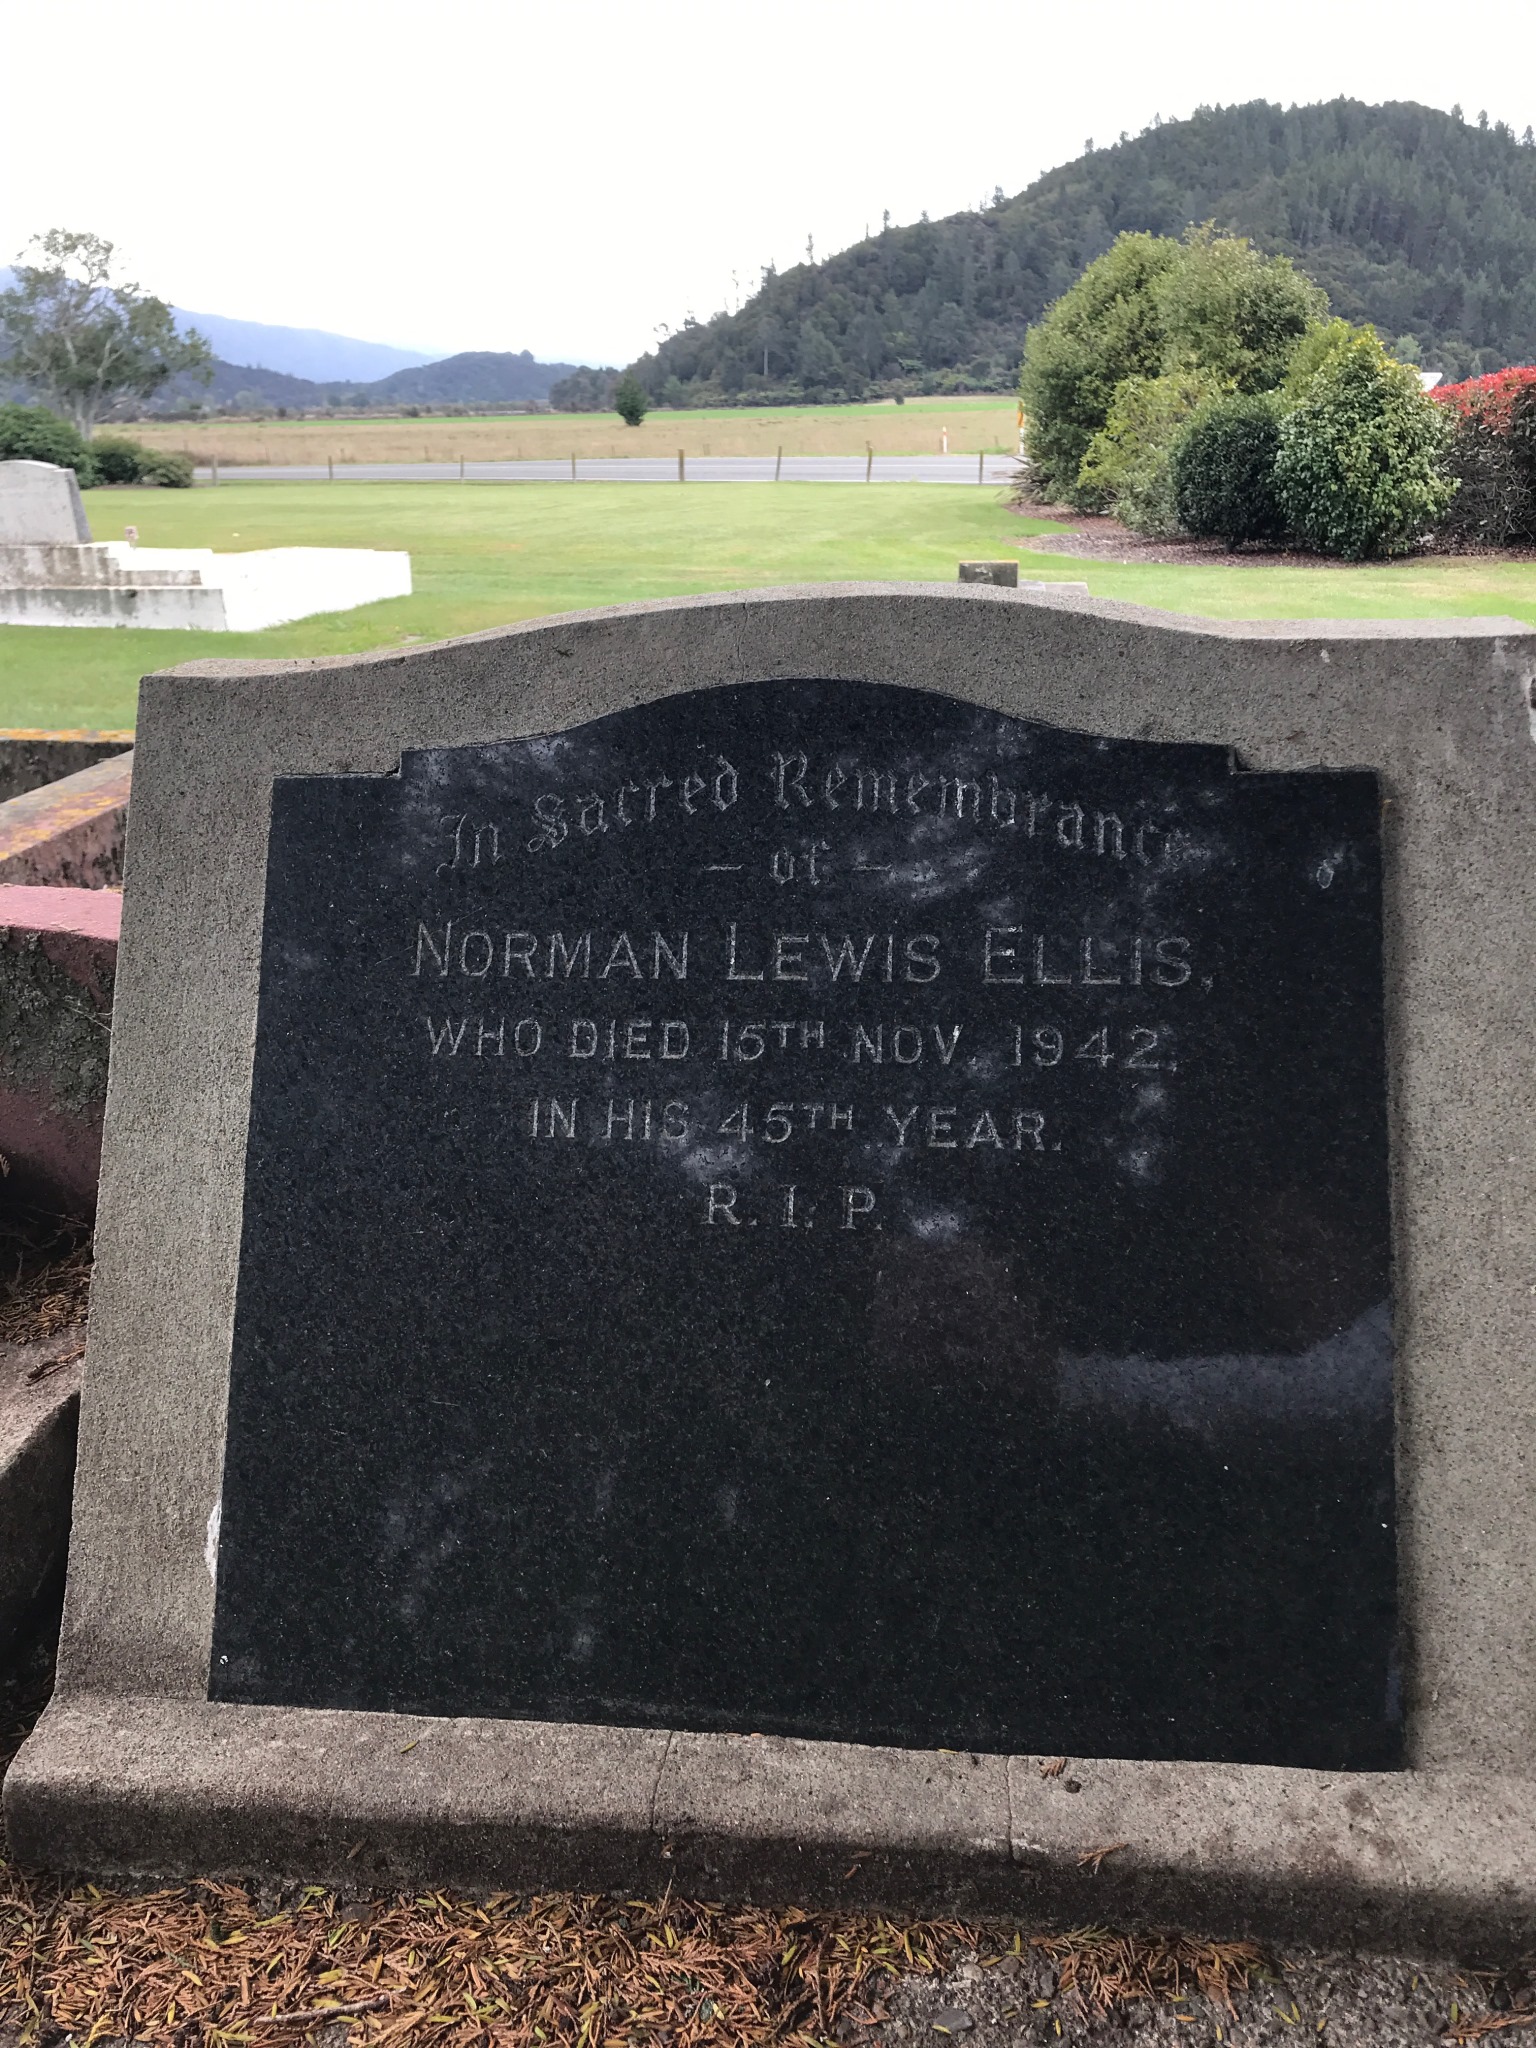 In Sacred Remembrance
— of —
NORMAN LEWIS ELLIS,
WHO DIED 15TH NOV. 1942,
IN HIS 45TH YEAR.
R. I. P.